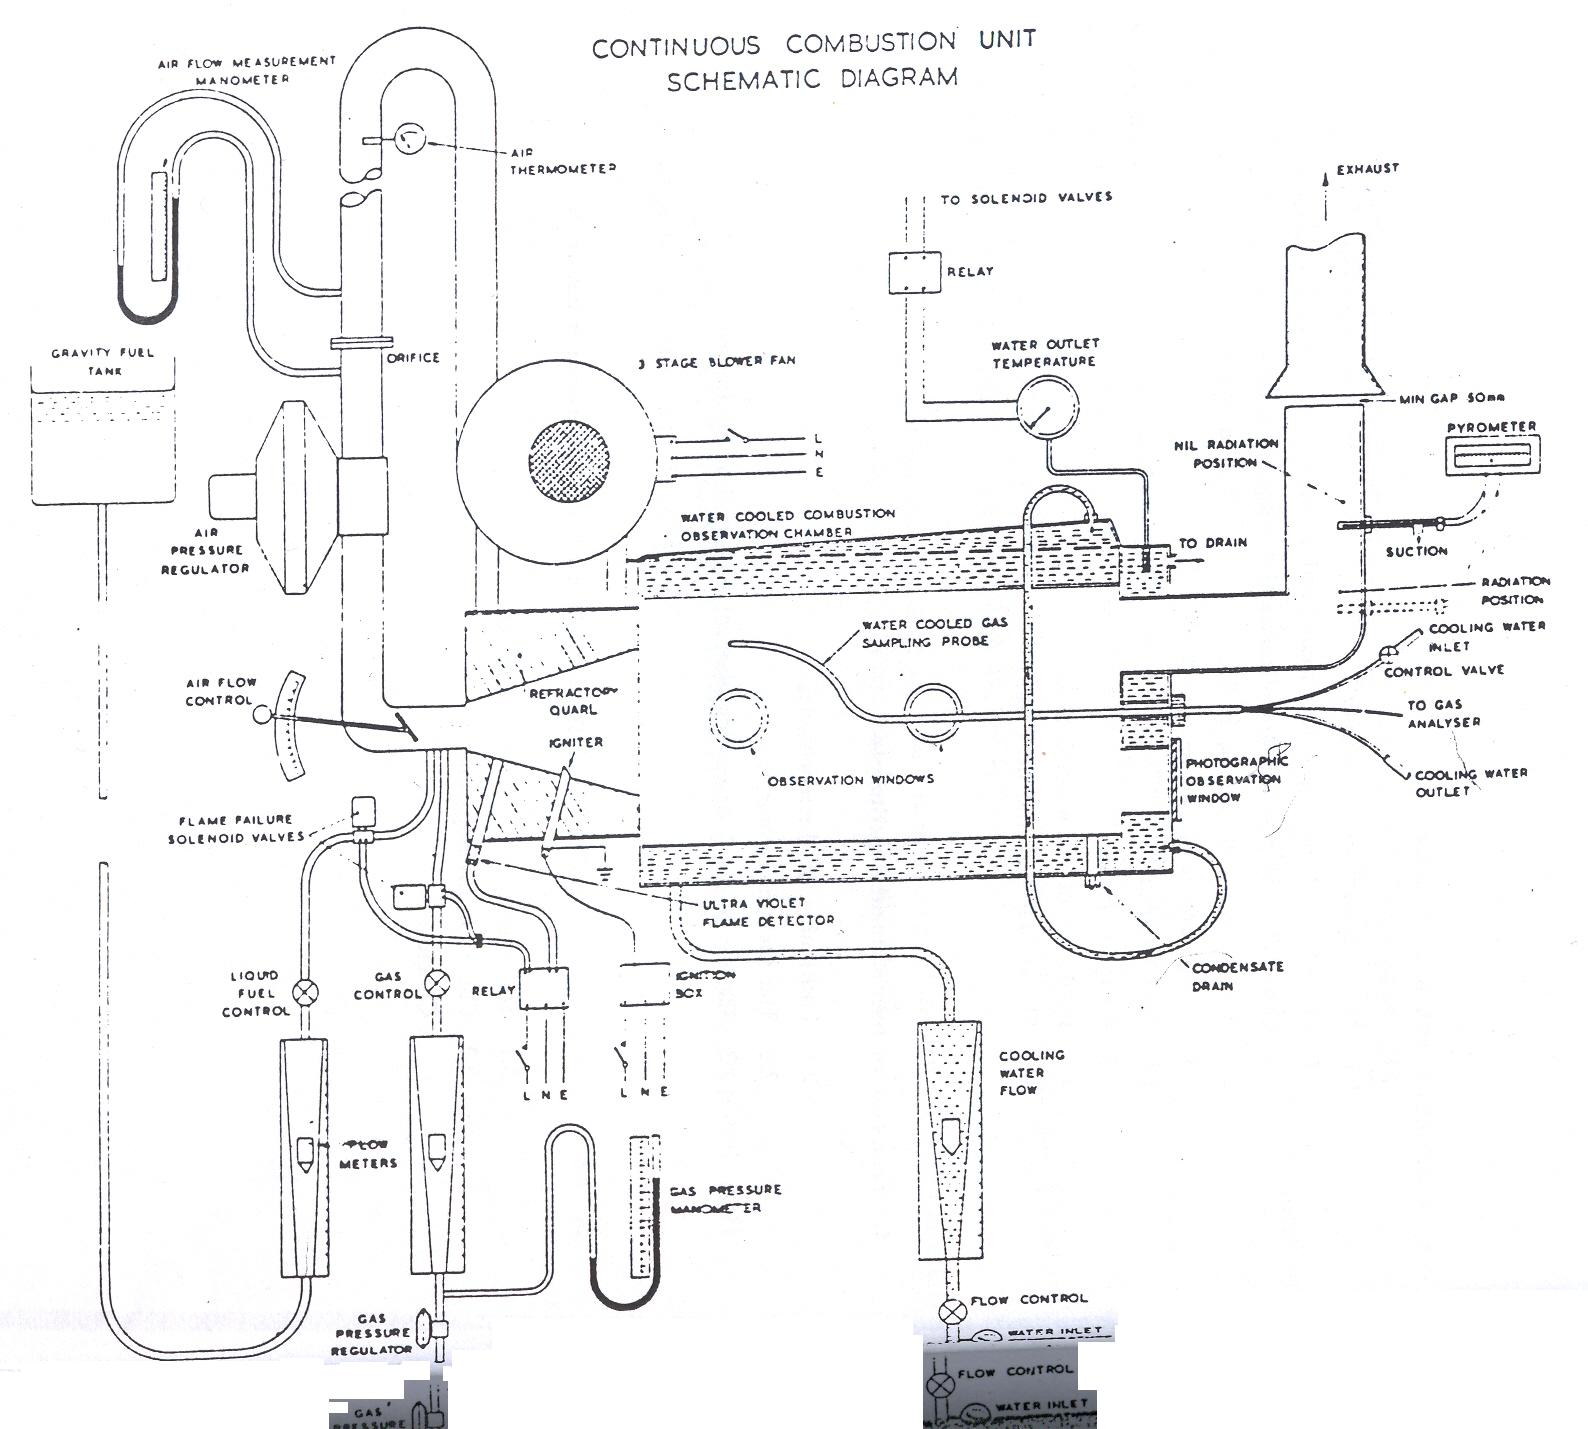 CONTINUOUS COMBUSTION UNIT
SCHEMATIC DIAGRAM
AIR FLOW MEASUREMENT
MANOMETER
AIR
THERMOMETER
EXHAUST
TO SOLENOID VALVES
RELAY
GRAVITY FUEL
TANK
ORIFICE
3 STAGE BLOWER FAN
WATER OUTLET
TEMPERATURE
MIN GAP 50mm
PYROMETER
NIL RADIATION
POSITION
L
N
E
AIR
PRESSURE
REGULATOR
WATER COOLED COMBUSTION
OBSERVATION CHAMBER
TO DRAIN
SUCTION
RADIATION
POSITION
WATER COOLED GAS
SAMPLING PROBE
COOLING WATER
INLET
CONTROL VALVE
AIR FLOW
CONTROL
REFRACTORY
QUARL
TO GAS
ANALYSER
IGNITER
OBSERVATION WINDOWS
PHOTOGRAPHIC
OBSERVATION
WINDOW
COOLING WATER
OUTLET
FLAME FAILURE
SOLENOID VALVES
ULTRA VIOLET
FLAME DETECTOR
LIQUID
FUEL
CONTROL
GAS
CONTROL
RELAY
IGNITION
BOX
CONDENSATE
DRAIN
COOLING
WATER
FLOW
L N E
L N E
FLOW
METERS
GAS PRESSURE
MANOMETER
FLOW CONTROL
GAS
PRESSURE
REGULATOR
WATER INLET
FLOW CONTROL
WATER INLET
GAS
PRESSURE